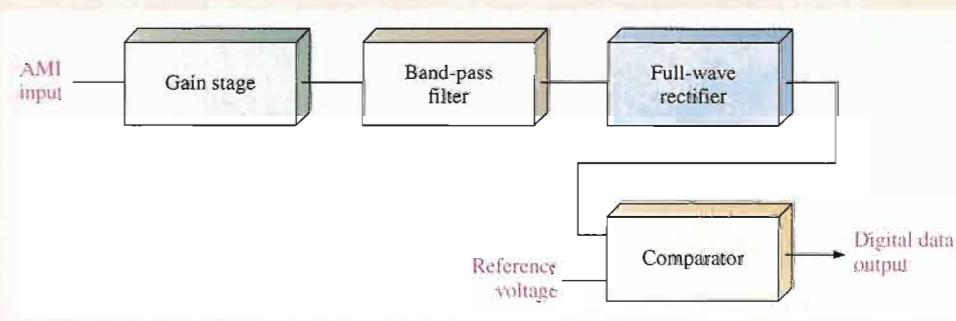 AMI
input
Gain stage
Band-pass
filter
Full-wave
rectifier
Reference
voltage
Comparator
Digital data
output